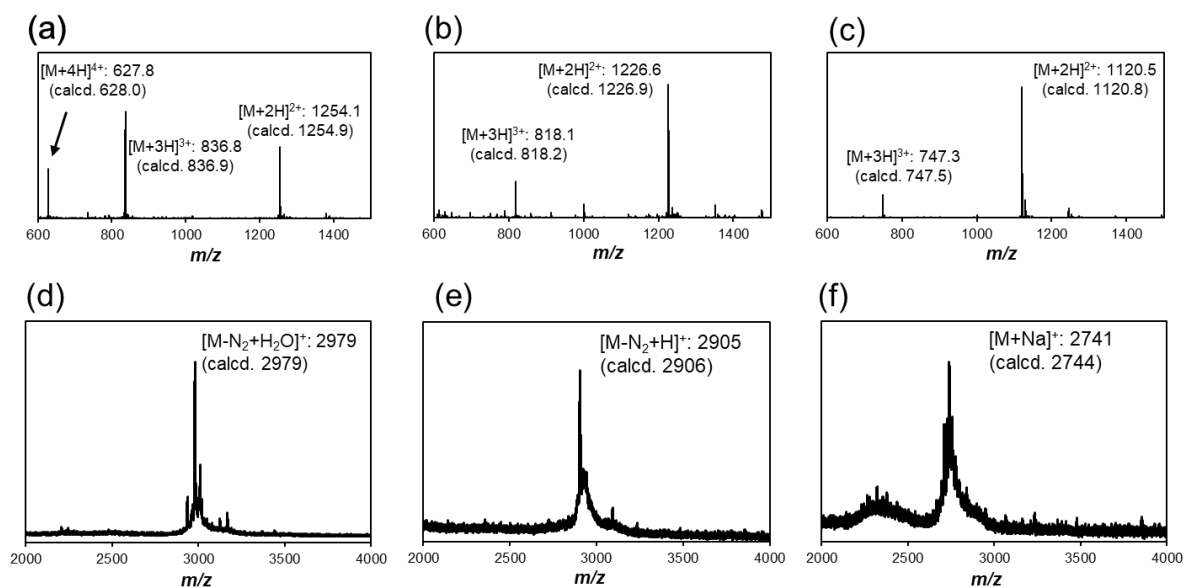 (a)
[M+4H]⁴⁺: 627.8
(calcd. 628.0)
[M+3H]³⁺: 836.8
(calcd. 836.9)
[M+2H]²⁺: 1254.1
(calcd. 1254.9)
600 800 1000 1200 1400
m/z
(b)
[M+2H]²⁺: 1226.6
(calcd. 1226.9)
[M+3H]³⁺: 818.1
(calcd. 818.2)
600 800 1000 1200 1400
m/z
(c)
[M+2H]²⁺: 1120.5
(calcd. 1120.8)
[M+3H]³⁺: 747.3
(calcd. 747.5)
600 800 1000 1200 1400
m/z
(d)
[M-N₂+H₂O]⁺: 2979
(calcd. 2979)
2000 2500 3000 3500 4000
m/z
(e)
[M-N₂+H]⁺: 2905
(calcd. 2906)
2000 2500 3000 3500 4000
m/z
(f)
[M+Na]⁺: 2741
(calcd. 2744)
2000 2500 3000 3500 4000
m/z